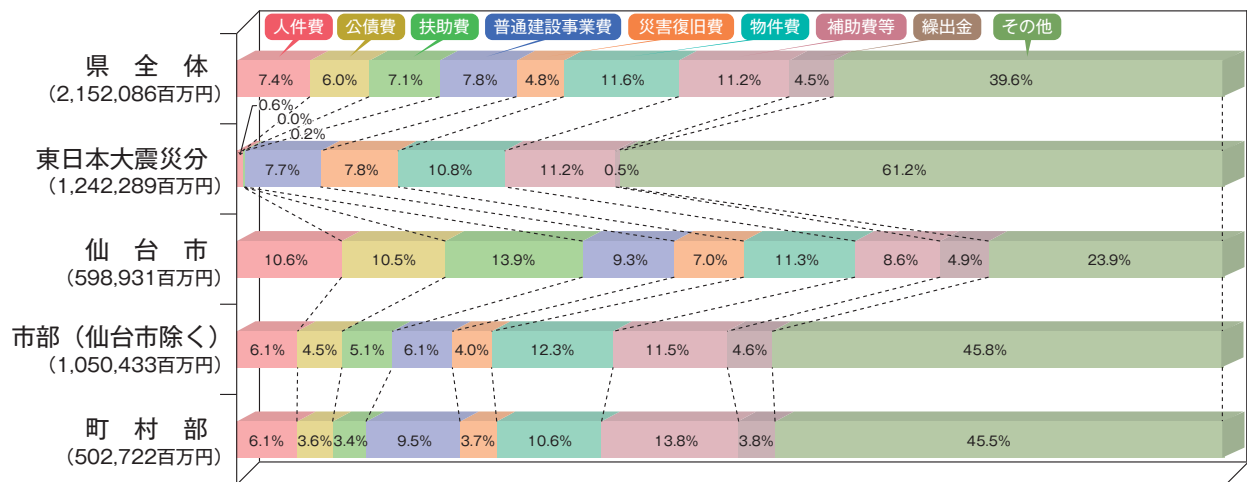 人件費 公債費 扶助費 普通建設事業費 災害復旧費 物件費 補助費等 繰出金 その他
県全体
(2,152,086百万円)
7.4% 6.0% 7.1% 7.8% 4.8% 11.6% 11.2% 4.5% 39.6%
0.6%
0.0%
0.2%
東日本大震災分
(1,242,289百万円)
7.7% 7.8% 10.8% 11.2% 0.5% 61.2%
仙台市
(598,931百万円)
10.6% 10.5% 13.9% 9.3% 7.0% 11.3% 8.6% 4.9% 23.9%
市部(仙台市除く)
(1,050,433百万円)
6.1% 4.5% 5.1% 6.1% 4.0% 12.3% 11.5% 4.6% 45.8%
町村部
(502,722百万円)
6.1% 3.6% 3.4% 9.5% 3.7% 10.6% 13.8% 3.8% 45.5%